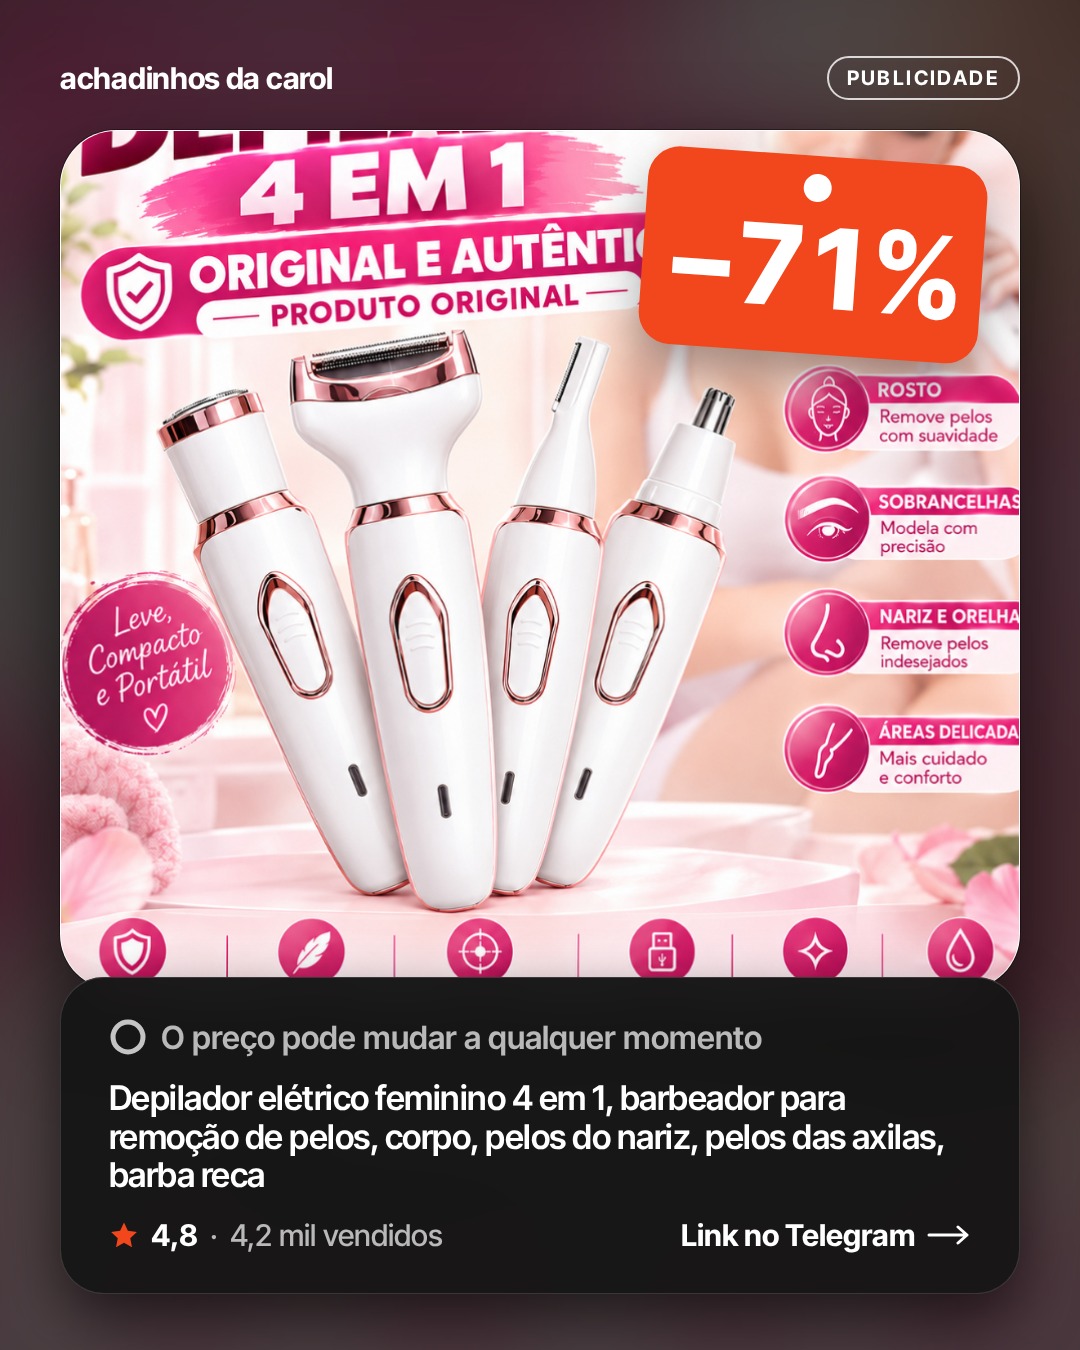 achadinhos da carol
PUBLICIDADE
4 EM 1
ORIGINAL E
PRODUTO ORIGINAL
-71%
ROSTO
Remove pelos
com suavidade
SOBRANCELHAS
Modela com
precisão
NARIZ E
Remove pelos
indesejados
ÁREAS
Mais cuidado
e conforto
Leve,
Compacto
e Portátil
O preço pode mudar a qualquer momento
Depilador elétrico feminino 4 em 1, barbeador para
remoção de pelos, corpo, pelos do nariz, pelos das axilas,
barba reca
4,8 · 4,2 mil vendidos
Link no Telegram →